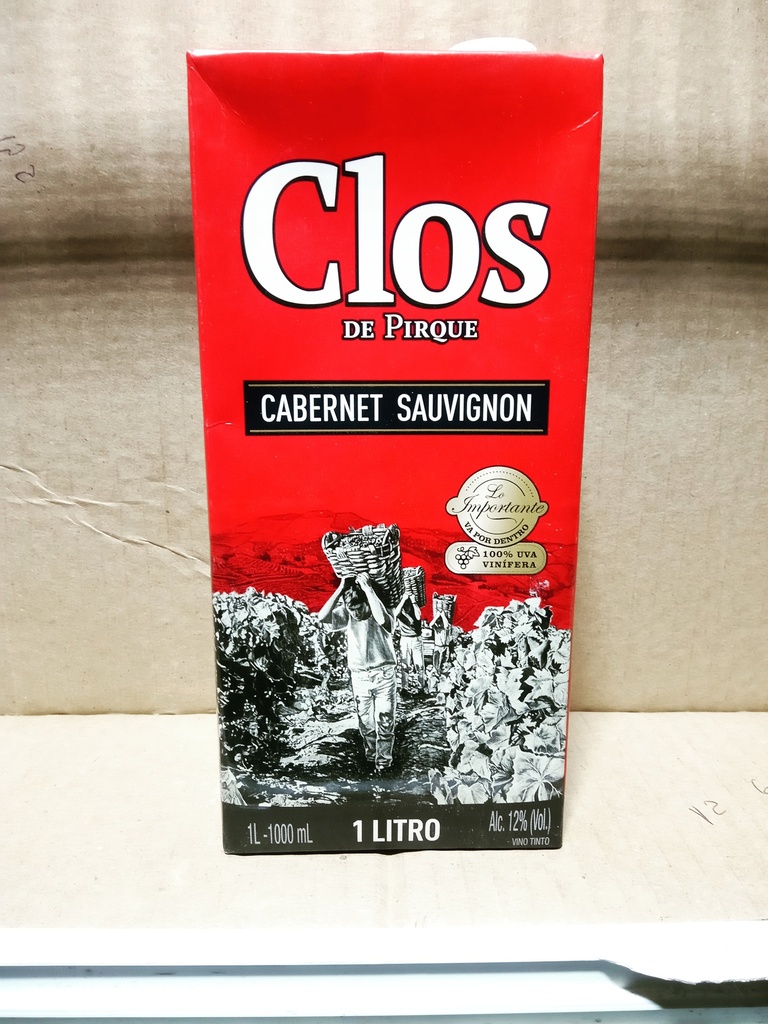 Clos
DE PIRQUE
CABERNET SAUVIGNON
Lo
Importante
VA POR DENTRO
100% UVA
VINÍFERA
1L - 1000 mL
1 LITRO
Alc. 12% (Vol.)
VINO TINTO